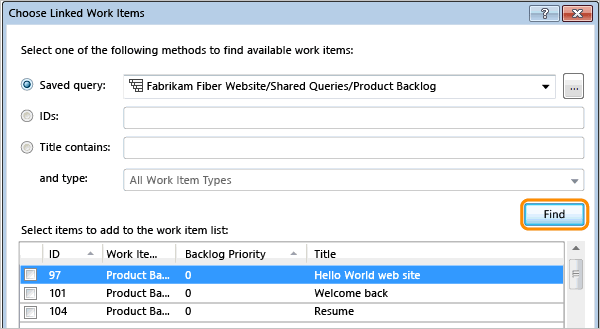 Choose Linked Work Items
Select one of the following methods to find available work items:
Saved query: Fabrikam Fiber Website/Shared Queries/Product Backlog ...
IDs:
Title contains:
and type: All Work Item Types
Find
Select items to add to the work item list:
ID Work Ite... Backlog Priority Title
97 Product Ba... 0 Hello World web site
101 Product Ba... 0 Welcome back
104 Product Ba... 0 Resume